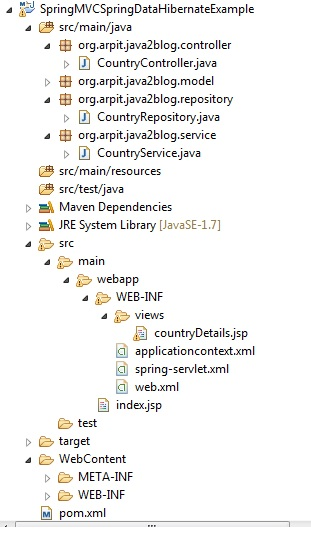 SpringMVCSpringDataHibernateExample
src/main/java
org.arpit.java2blog.controller
CountryController.java
org.arpit.java2blog.model
org.arpit.java2blog.repository
CountryRepository.java
org.arpit.java2blog.service
CountryService.java
src/main/resources
src/test/java
Maven Dependencies
JRE System Library [JavaSE-1.7]
src
main
webapp
WEB-INF
views
countryDetails.jsp
applicationcontext.xml
spring-servlet.xml
web.xml
index.jsp
test
target
WebContent
META-INF
WEB-INF
pom.xml